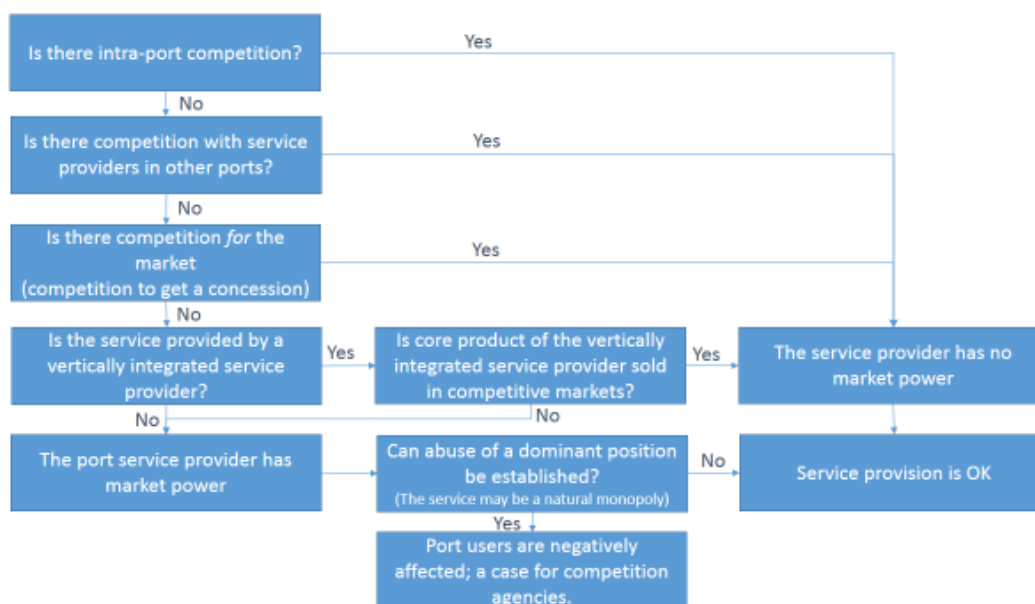 Is there intra-port competition?
Yes
No
Is there competition with service
providers in other ports?
Yes
No
Is there competition for the
market
(competition to get a concession)
Yes
No
Is the service provided by a
vertically integrated service
provider?
Yes
Is core product of the vertically
integrated service provider sold
in competitive markets?
Yes
The service provider has no
market power
No
No
The port service provider has
market power
Can abuse of a dominant position
be established?
(The service may be a natural monopoly)
No
Service provision is OK
Yes
Port users are negatively
affected; a case for competition
agencies.